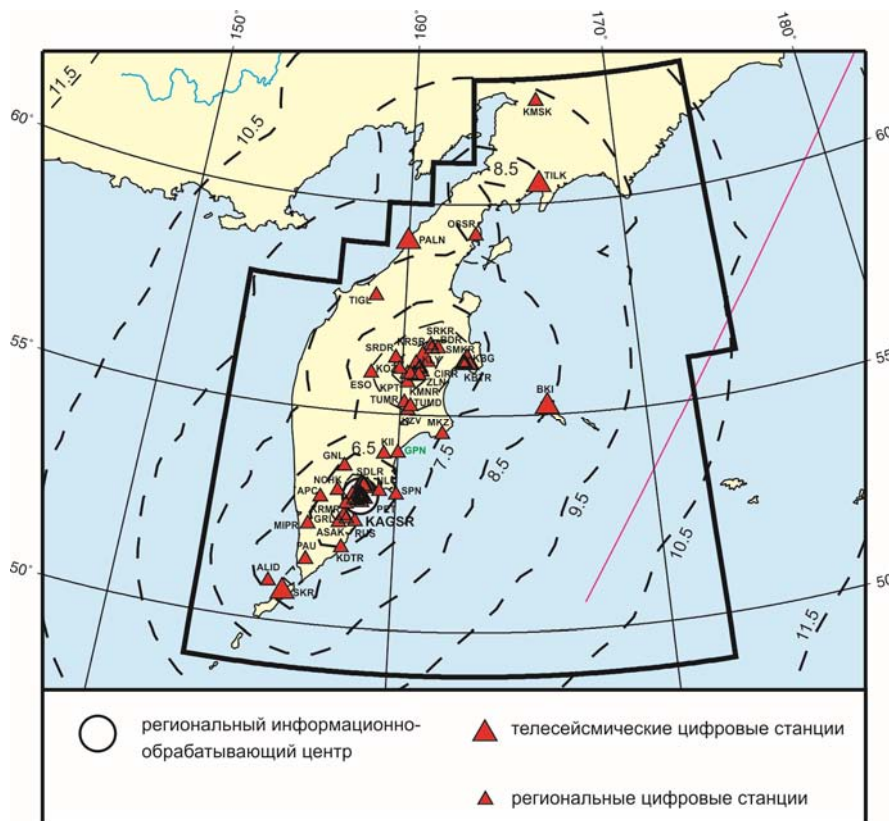 150°
160°
170°
180°
11.5
10.5
60°
60°
KMSK
8.5
TILK
OSSR
PALN
TIGL
55°
55°
SRKR
KRSR
BDR
SRDR
SMKR
KBG
KOZ
CIRR
KBTR
ESO
ZLN
KPT
KMNR
BKI
TUMR
TUMD
MKZ
KII
6.5
GPN
7.5
GNL
8.5
SDLR
NLC
NCHK
SPN
APC
9.5
KRMR
PET
GRL
KAGSR
MIPR
ASAK
RUS
10.5
PAU
KDTR
ALID
50°
50°
SKR
11.5
региональный информационно-
обрабатывающий центр
телесейсмические цифровые станции
региональные цифровые станции